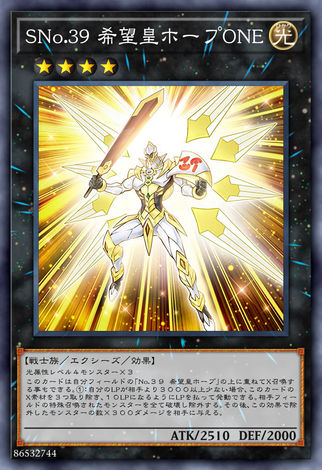 SNo.39 希望皇ホープONE
光
【戦士族／エクシーズ／効果】
光属性レベル4モンスター×3
このカードは自分フィールドの「No.39 希望皇ホープ」の上に重ねてX召喚す
る事もできる。①：自分のLPが相手より3000以上少ない場合、このカードの
X素材を3つ取り除き、1 0LPになるようにLPを払って発動できる。相手フィー
ルドの特殊召喚されたモンスターを全て破壊し除外する。その後、この効果で除
外したモンスターの数×300ダメージを相手に与える。
ATK/2510 DEF/2000
86532744